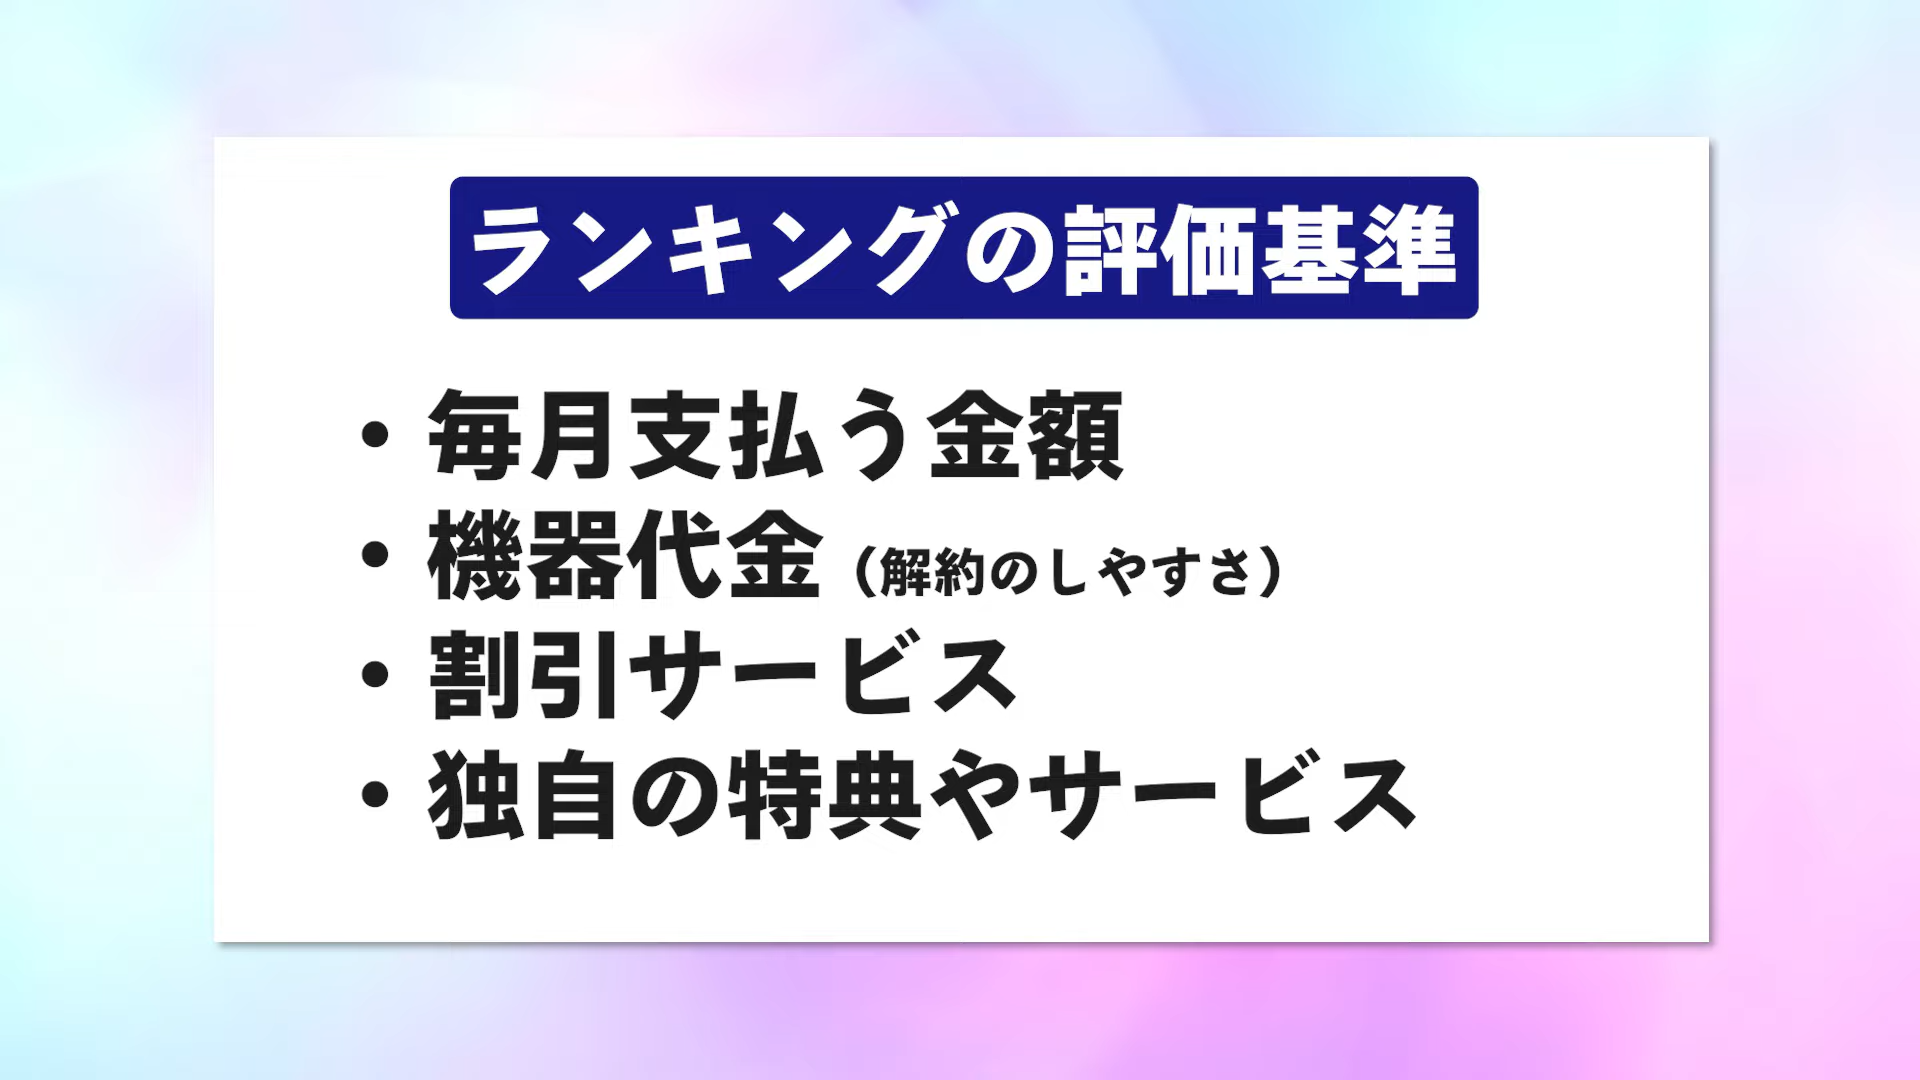 ランキングの評価基準
・毎月支払う金額
・機器代金（解約のしやすさ）
・割引サービス
・独自の特典やサービス